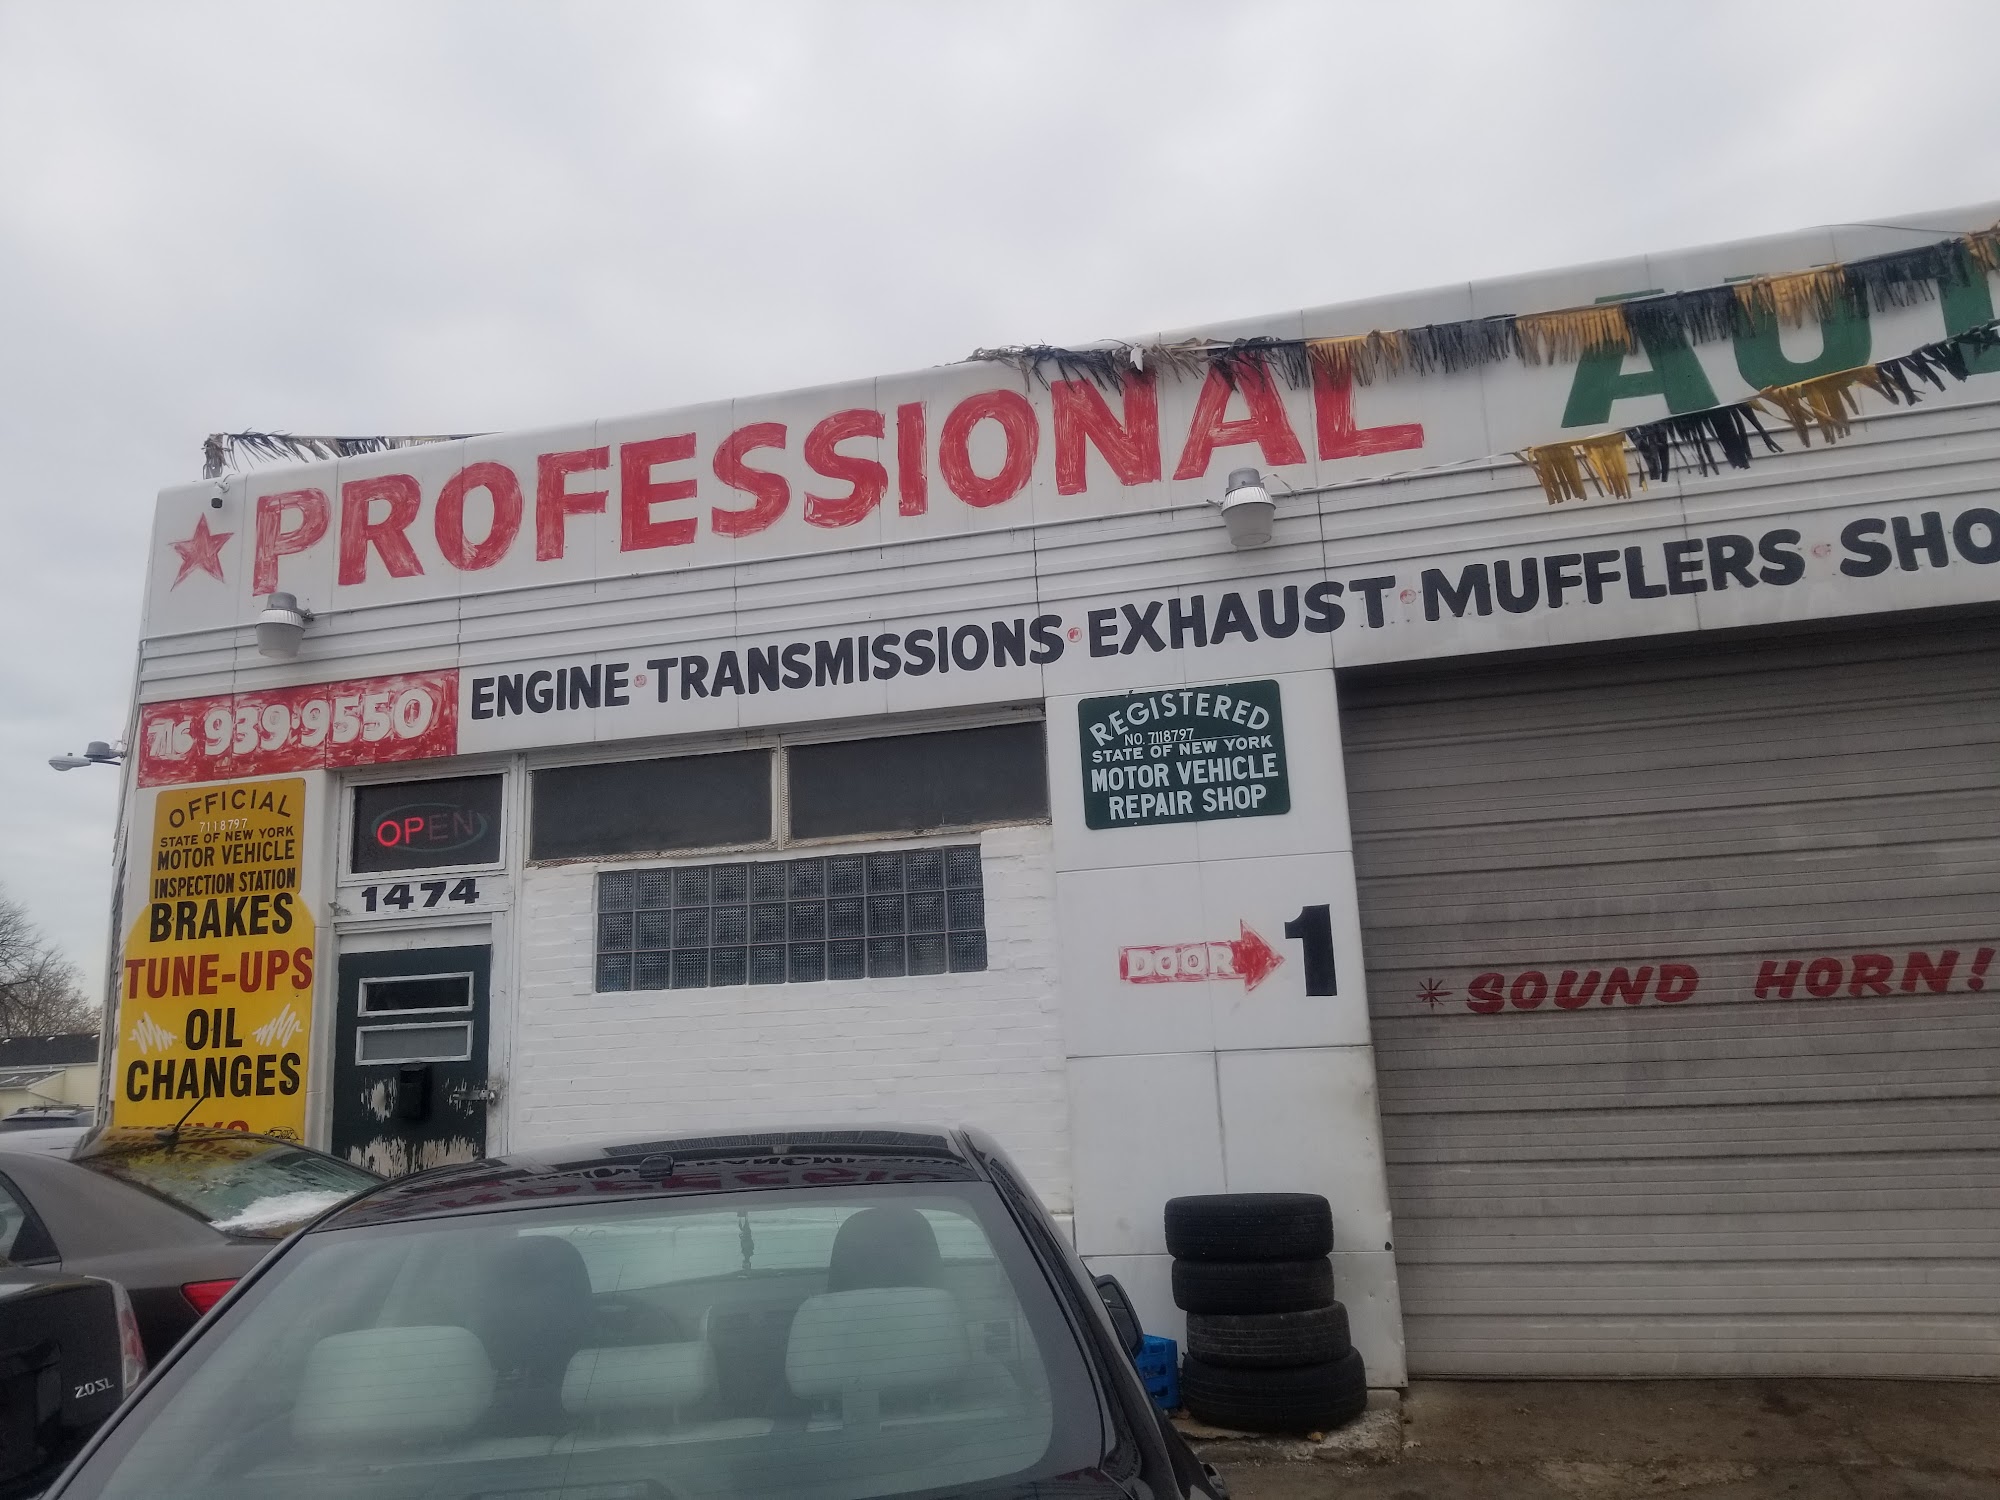 PROFESSIONAL
ENGINE • TRANSMISSIONS • EXHAUST • MUFFLERS • SHO
716 939-9550
OFFICIAL
7118797
STATE OF NEW YORK
MOTOR VEHICLE
INSPECTION STATION
BRAKES
TUNE-UPS
OIL
CHANGES
OPEN
1474
REGISTERED
NO. 7118797
STATE OF NEW YORK
MOTOR VEHICLE
REPAIR SHOP
DOOR 1
* SOUND HORN!
2.0SL